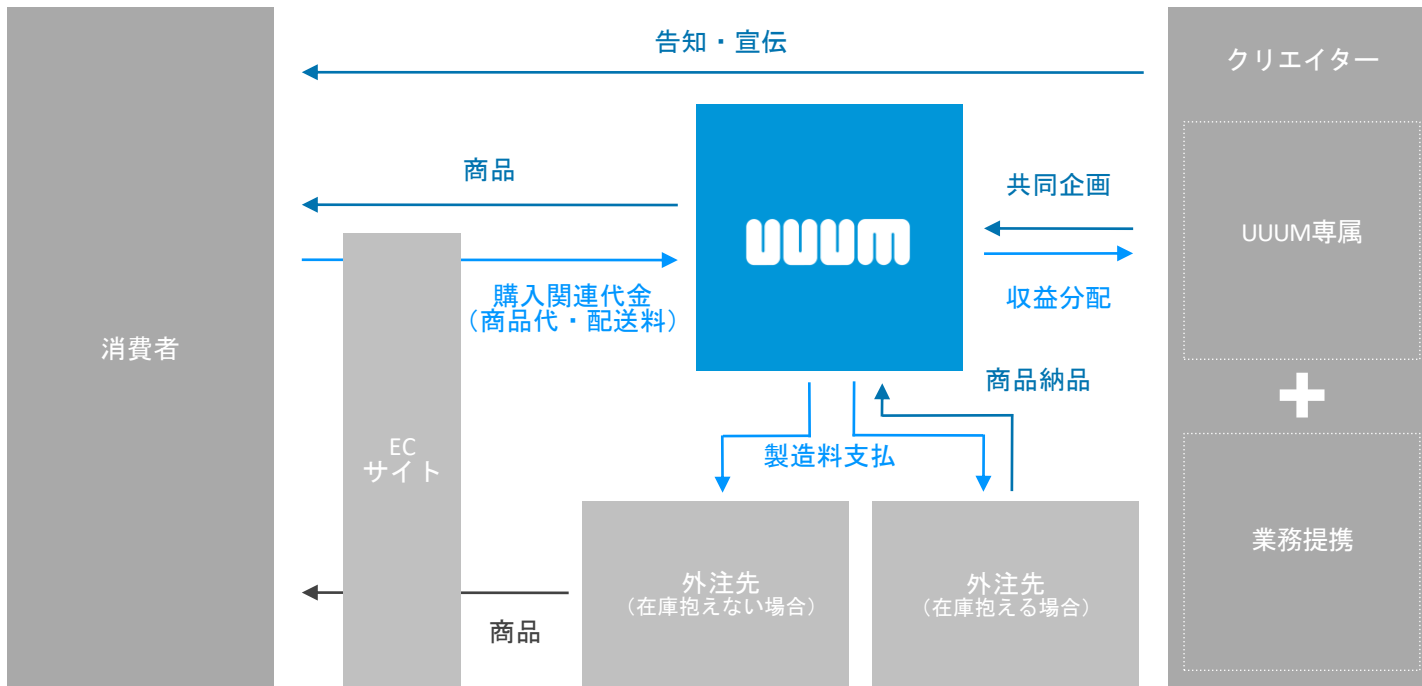 告知・宣伝
クリエイター
商品
共同企画
UUUM
UUUM専属
購入関連代金
（商品代・配送料）
収益分配
消費者
商品納品
EC
サイト
製造料支払
業務提携
外注先
（在庫抱えない場合）
外注先
（在庫抱える場合）
商品